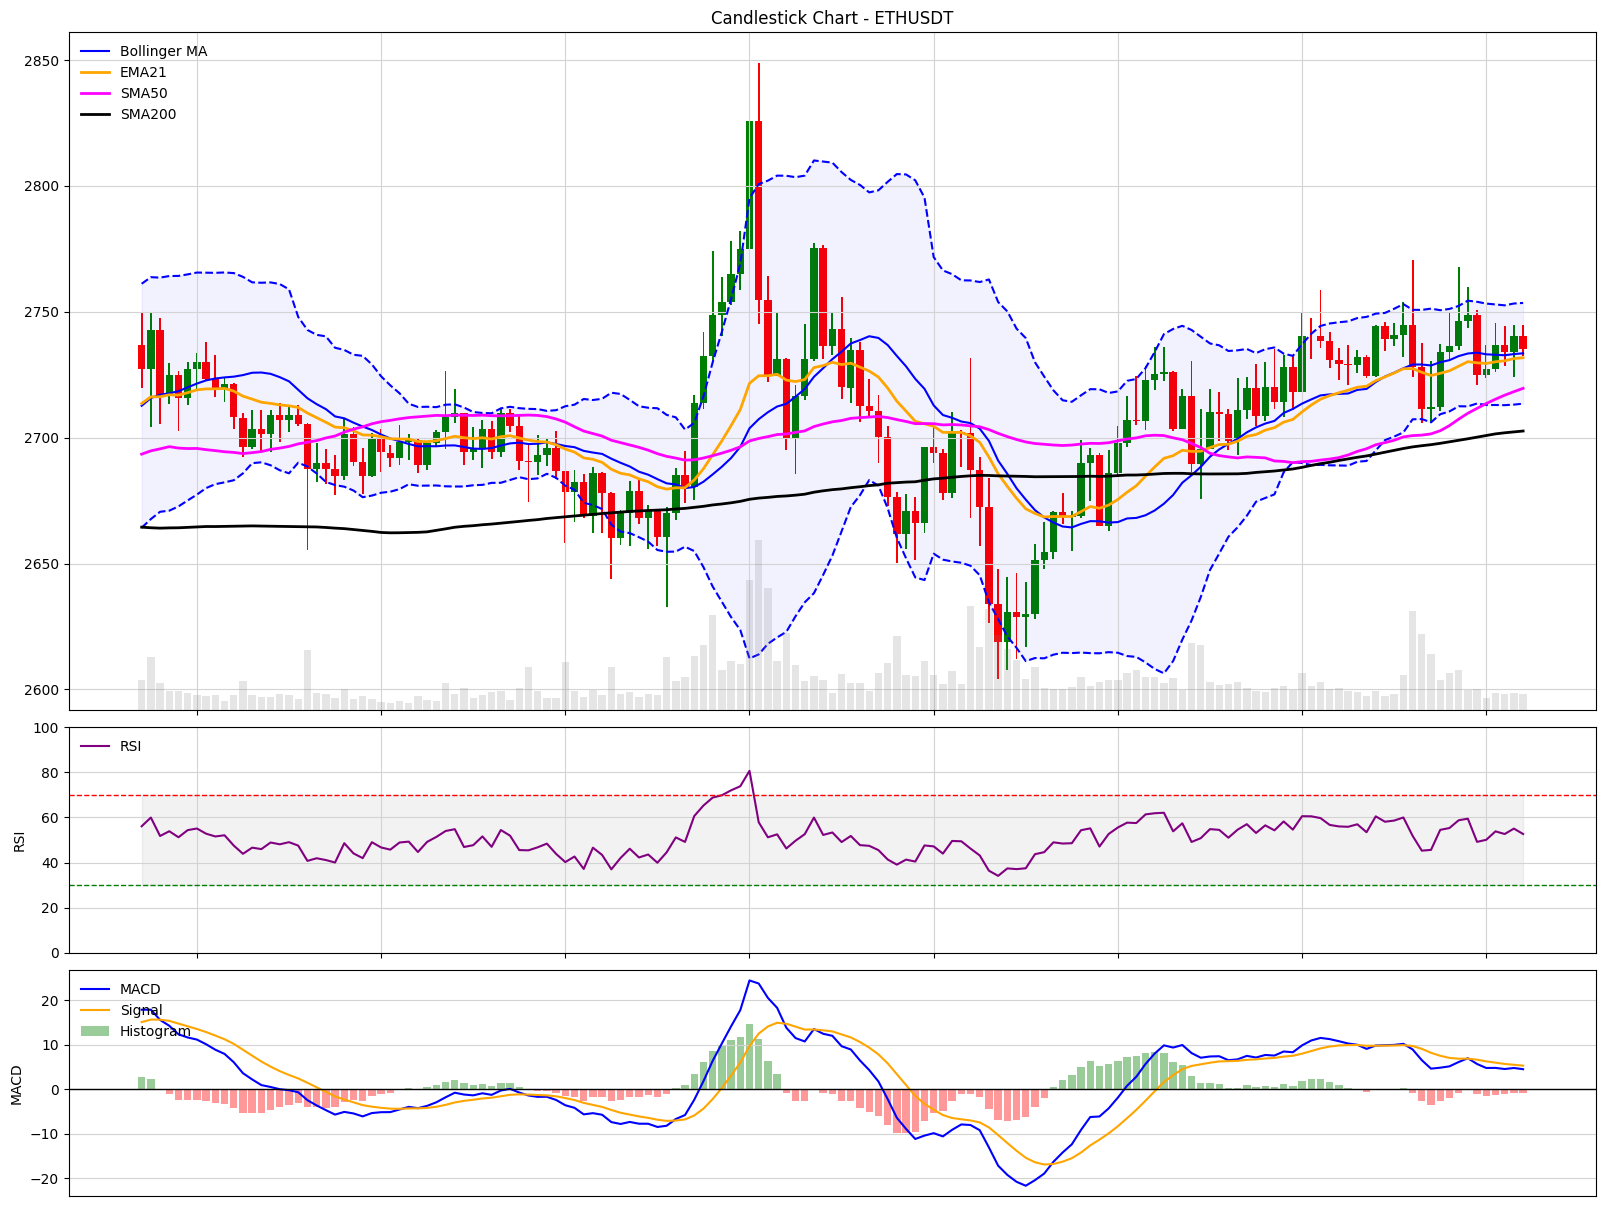 Candlestick Chart - ETHUSDT
Bollinger MA
EMA21
SMA50
SMA200
2850
2800
2750
2700
2650
2600
RSI
100
80
60
40
20
0
RSI
MACD
Signal
Histogram
20
10
0
−10
−20
MACD